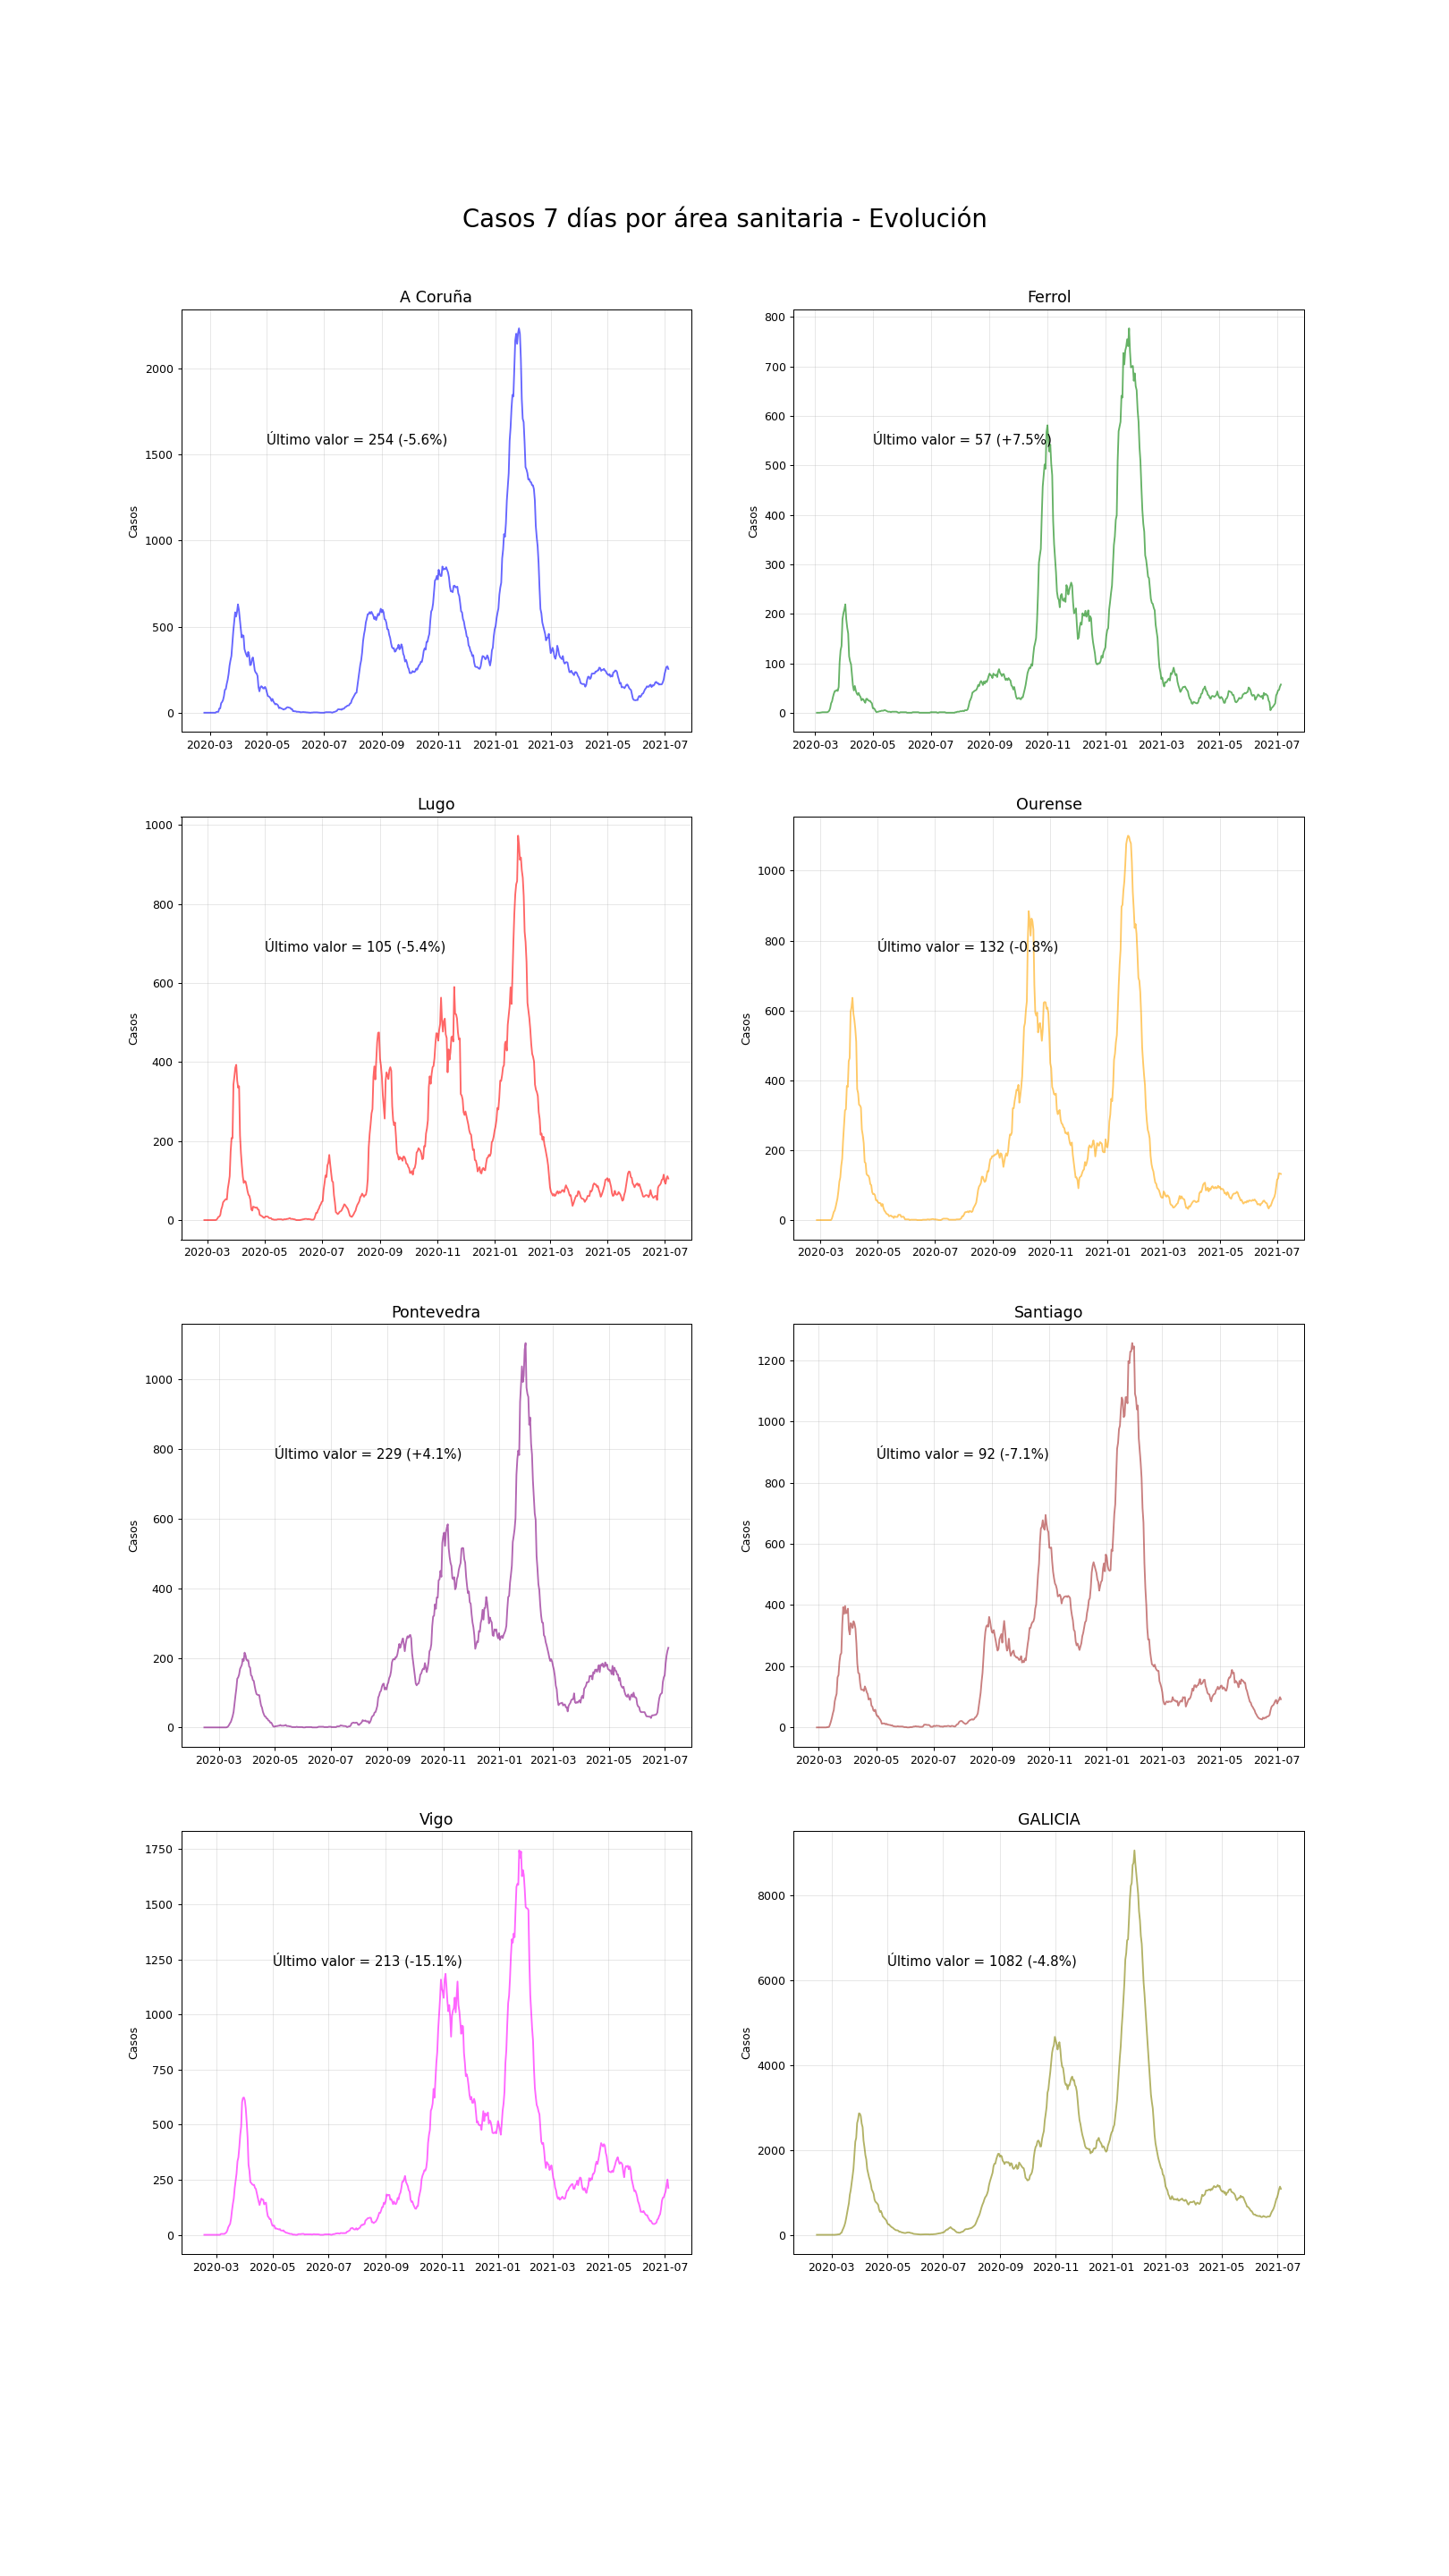 Casos 7 días por área sanitaria - Evolución
A Coruña
Casos
2000
1500
1000
500
0
Último valor = 254 (-5.6%)
2020-03 2020-05 2020-07 2020-09 2020-11 2021-01 2021-03 2021-05 2021-07
Ferrol
Casos
800
700
600
500
400
300
200
100
0
Último valor = 57 (+7.5%)
2020-03 2020-05 2020-07 2020-09 2020-11 2021-01 2021-03 2021-05 2021-07
Lugo
Casos
1000
800
600
400
200
0
Último valor = 105 (-5.4%)
2020-03 2020-05 2020-07 2020-09 2020-11 2021-01 2021-03 2021-05 2021-07
Ourense
Casos
1000
800
600
400
200
0
Último valor = 132 (-0.8%)
2020-03 2020-05 2020-07 2020-09 2020-11 2021-01 2021-03 2021-05 2021-07
Pontevedra
Casos
1000
800
600
400
200
0
Último valor = 229 (+4.1%)
2020-03 2020-05 2020-07 2020-09 2020-11 2021-01 2021-03 2021-05 2021-07
Santiago
Casos
1200
1000
800
600
400
200
0
Último valor = 92 (-7.1%)
2020-03 2020-05 2020-07 2020-09 2020-11 2021-01 2021-03 2021-05 2021-07
Vigo
Casos
1750
1500
1250
1000
750
500
250
0
Último valor = 213 (-15.1%)
2020-03 2020-05 2020-07 2020-09 2020-11 2021-01 2021-03 2021-05 2021-07
GALICIA
Casos
8000
6000
4000
2000
0
Último valor = 1082 (-4.8%)
2020-03 2020-05 2020-07 2020-09 2020-11 2021-01 2021-03 2021-05 2021-07